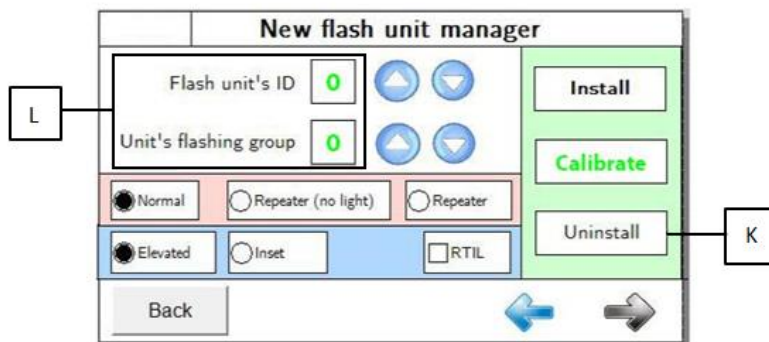 New flash unit manager
L
Flash unit's ID 0
Unit's flashing group 0
Install
Calibrate
Uninstall
K
Normal Repeater (no light) Repeater
Elevated Inset RTIL
Back